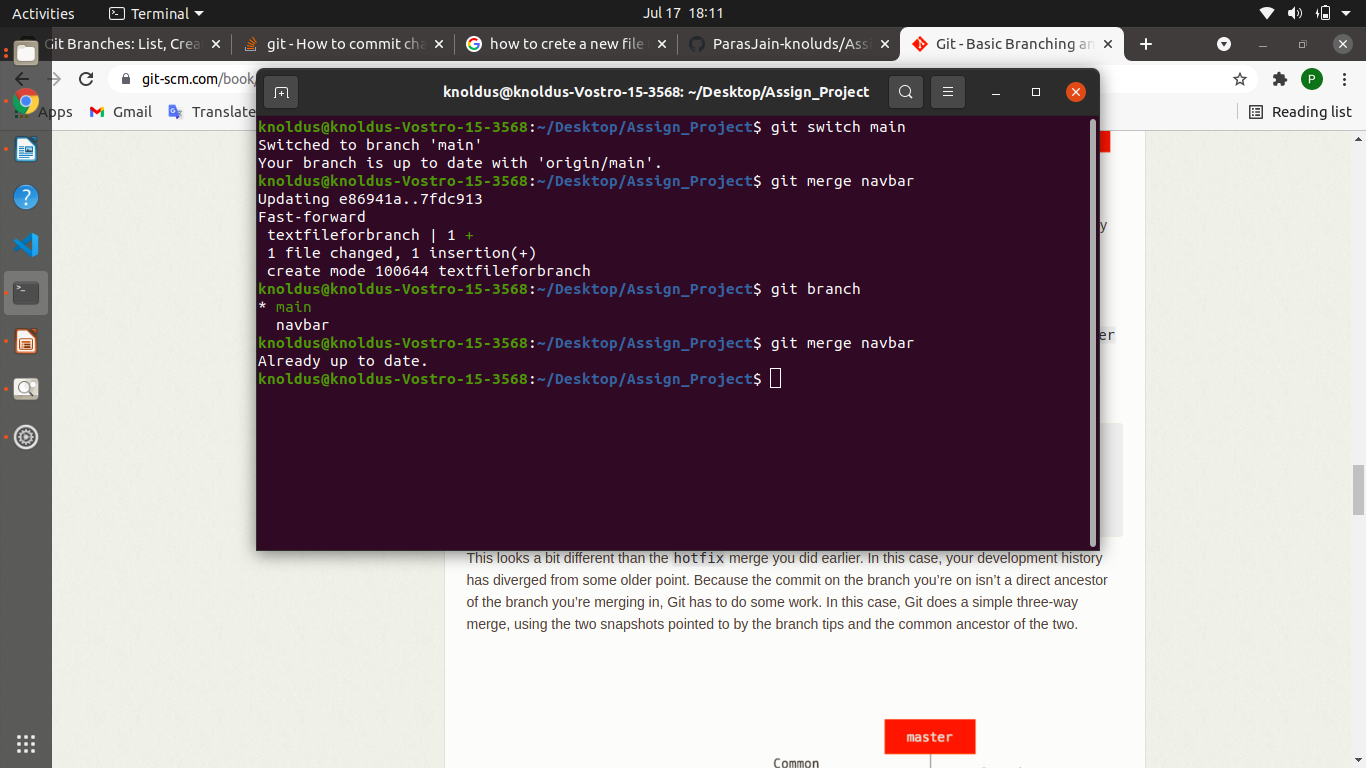 Activities
Terminal
Jul 17 18:11
Git Branches: List, Crea
git - How to commit cha
how to crete a new file
ParasJain-knoluds/Assi
Git - Basic Branching an
git-scm.com/book
P
Apps
Gmail
Translate
Reading list
knoldus@knoldus-Vostro-15-3568: ~/Desktop/Assign_Project
knoldus@knoldus-Vostro-15-3568:~/Desktop/Assign_Project$ git switch main
Switched to branch 'main'
Your branch is up to date with 'origin/main'.
knoldus@knoldus-Vostro-15-3568:~/Desktop/Assign_Project$ git merge navbar
Updating e86941a..7fdc913
Fast-forward
textfileforbranch | 1 +
1 file changed, 1 insertion(+)
create mode 100644 textfileforbranch
knoldus@knoldus-Vostro-15-3568:~/Desktop/Assign_Project$ git branch
* main
navbar
knoldus@knoldus-Vostro-15-3568:~/Desktop/Assign_Project$ git merge navbar
Already up to date.
knoldus@knoldus-Vostro-15-3568:~/Desktop/Assign_Project$
y
er
This looks a bit different than the hotfix merge you did earlier. In this case, your development history
has diverged from some older point. Because the commit on the branch you're on isn't a direct ancestor
of the branch you're merging in, Git has to do some work. In this case, Git does a simple three-way
merge, using the two snapshots pointed to by the branch tips and the common ancestor of the two.
master
Common